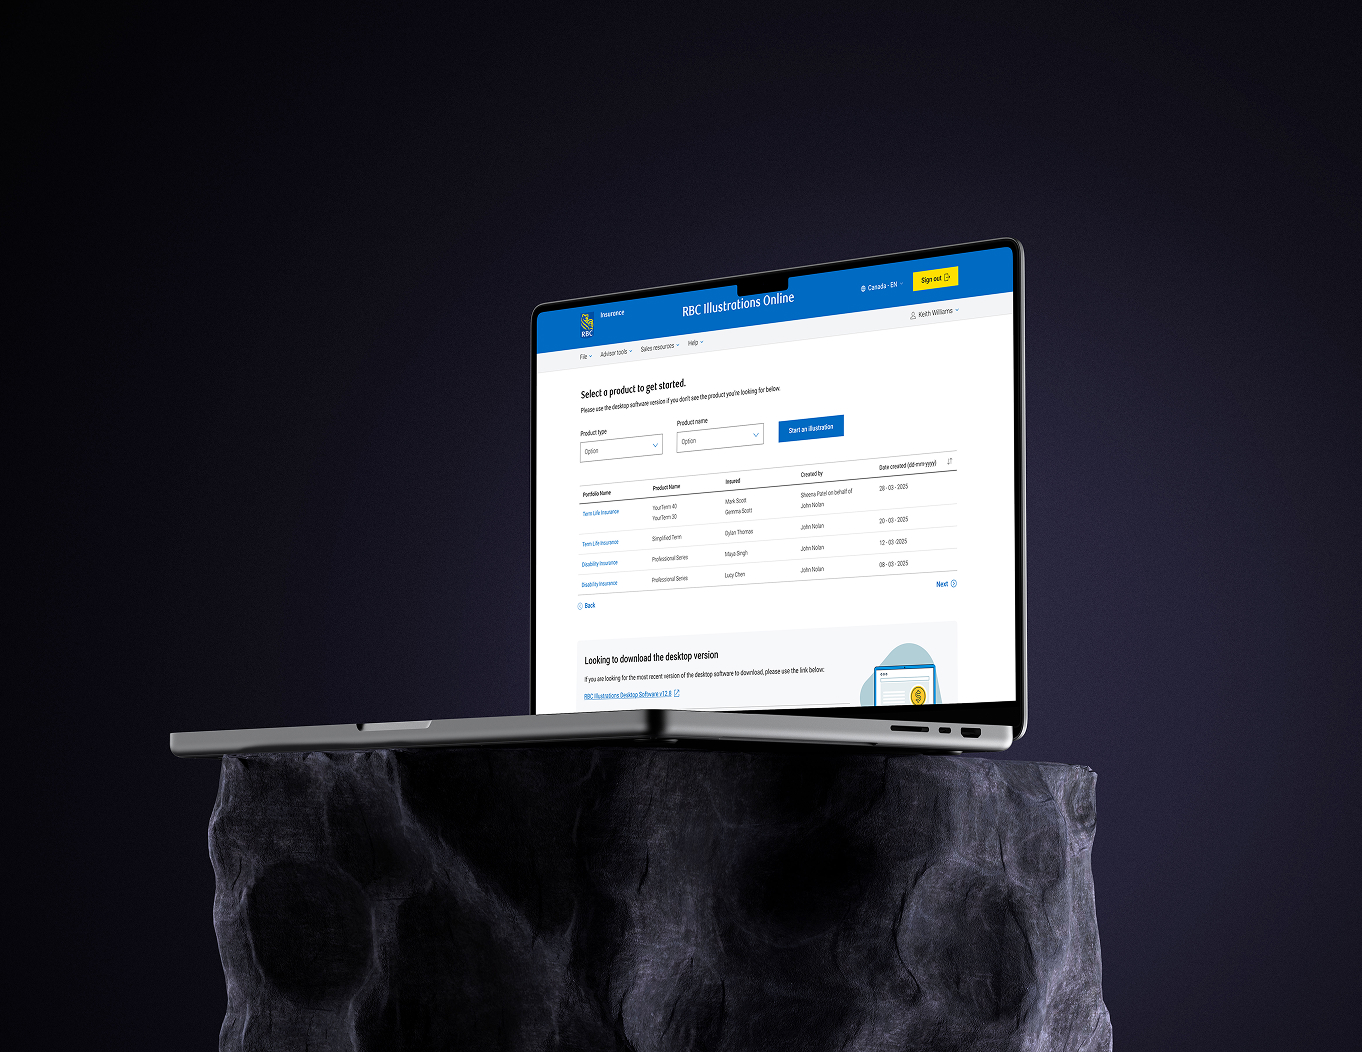 RBC
Insurance
RBC Illustrations Online
Canada - EN
Sign out
File
Advisor tools
Sales resources
Help
Keith Williams
Select a product to get started.
Please use the desktop software version if you don't see the product you're looking for below.
Product type
Option
Product name
Option
Start an illustration
Portfolio Name Product Name Insured Created by Date created (dd-mm-yyyy)
Term Life Insurance YourTerm 40 Mark Scott Sheena Patel on behalf of 28 - 03 - 2025
YourTerm 30 Gemma Scott John Nolan
Term Life Insurance Simplified Term Dylan Thomas John Nolan 20 - 03 - 2025
Disability Insurance Professional Series Maya Singh John Nolan 12 - 03 - 2025
Disability Insurance Professional Series Lucy Chen John Nolan 08 - 03 - 2025
Back
Next
Looking to download the desktop version
If you are looking for the most recent version of the desktop software to download, please use the link below:
RBC Illustrations Desktop Software v12.8